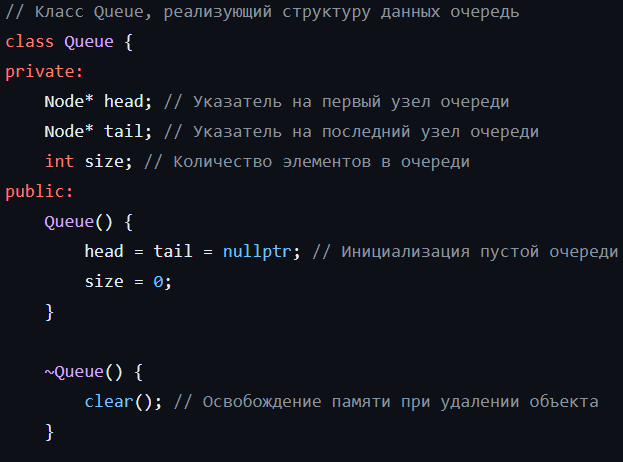 // Класс Queue, реализующий структуру данных очередь
class Queue {
private:
    Node* head; // Указатель на первый узел очереди
    Node* tail; // Указатель на последний узел очереди
    int size; // Количество элементов в очереди
public:
    Queue() {
        head = tail = nullptr; // Инициализация пустой очереди
        size = 0;
    }

    ~Queue() {
        clear(); // Освобождение памяти при удалении объекта
    }